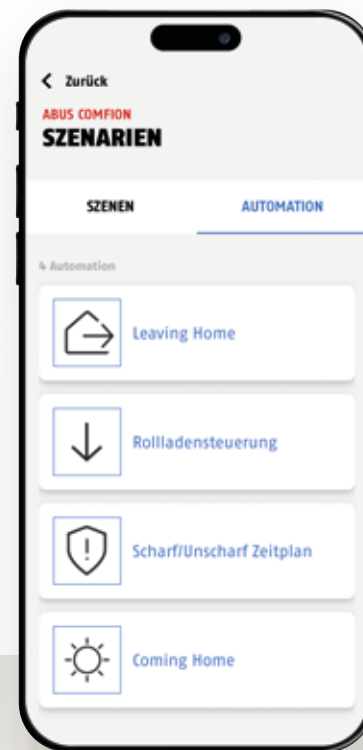 Zurück
ABUS COMFION
SZENARIEN
SZENEN
AUTOMATION
4 Automation
Leaving Home
Rollladensteuerung
Scharf/Unscharf Zeitplan
Coming Home